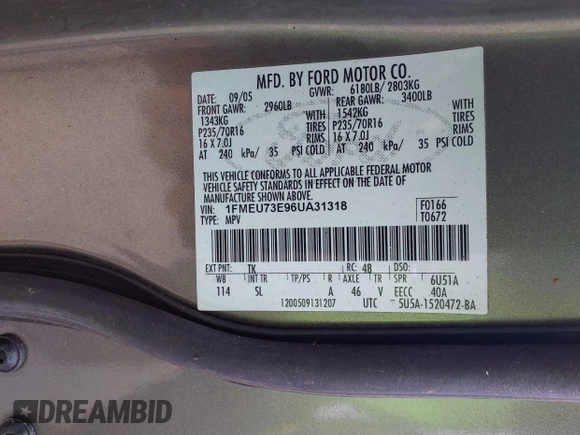 MFD. BY FORD MOTOR CO.
DATE: 09/05 GVWR: 6180LB/ 2803KG
FRONT GAWR: 2960LB REAR GAWR: 3400LB
1343KG WITH 1542KG WITH
P235/70R16 TIRES P235/70R16 TIRES
16 X 7.0J RIMS 16 X 7.0J RIMS
AT 240 kPa/ 35 PSI COLD AT 240 kPa/ 35 PSI COLD
THIS VEHICLE CONFORMS TO ALL APPLICABLE FEDERAL MOTOR
VEHICLE SAFETY STANDARDS IN EFFECT ON THE DATE OF
MANUFACTURE SHOWN ABOVE.
VIN: 1FMEU73E96UA31318 F0166
TYPE: MPV T0672
EXT PNT: TK RC: 48 DSO:
WB INT TR TP/PS R AXLE TR SPR 6U51A
114 SL A 46 V EECC 40A
1200509131207 UTC 5U5A-1520472-BA
DREAMBID